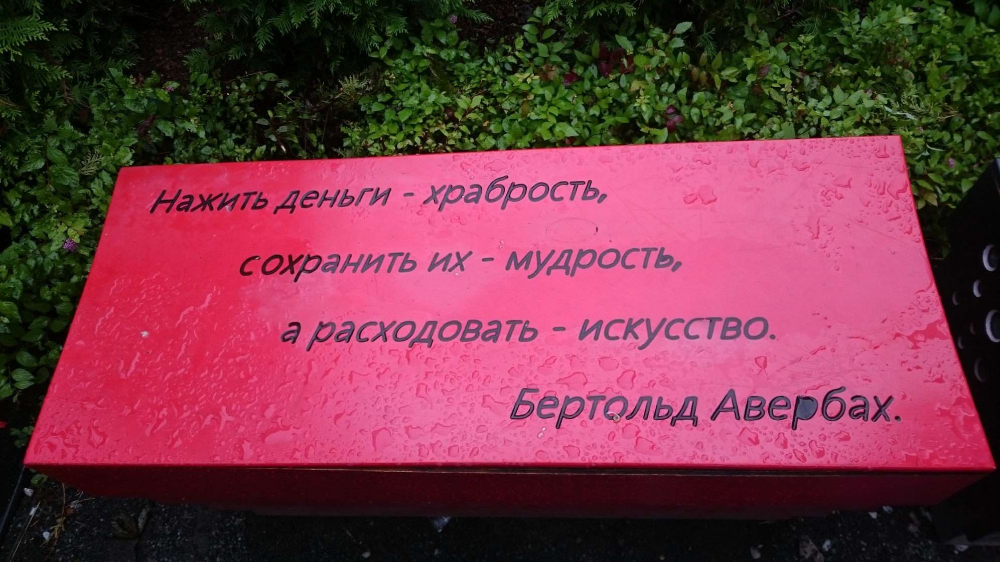 Нажить деньги - храбрость,
сохранить их - мудрость,
а расходовать - искусство.
Бертольд Авербах.